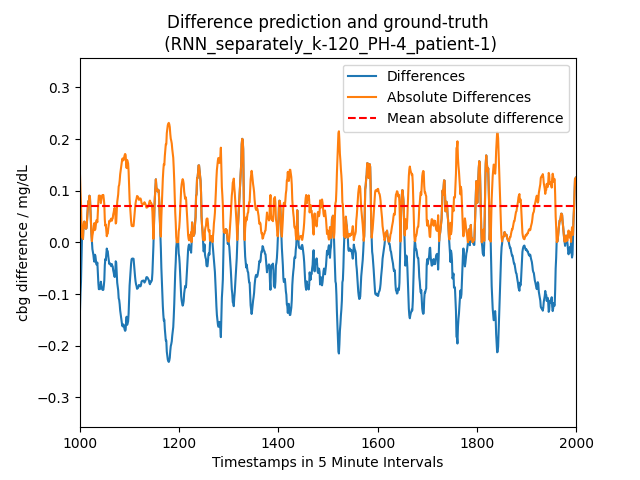 Difference prediction and ground-truth
(RNN_separately_k-120_PH-4_patient-1)
Differences
Absolute Differences
Mean absolute difference
cbg difference / mg/dL
0.3
0.2
0.1
0.0
−0.1
−0.2
−0.3
1000 1200 1400 1600 1800 2000
Timestamps in 5 Minute Intervals